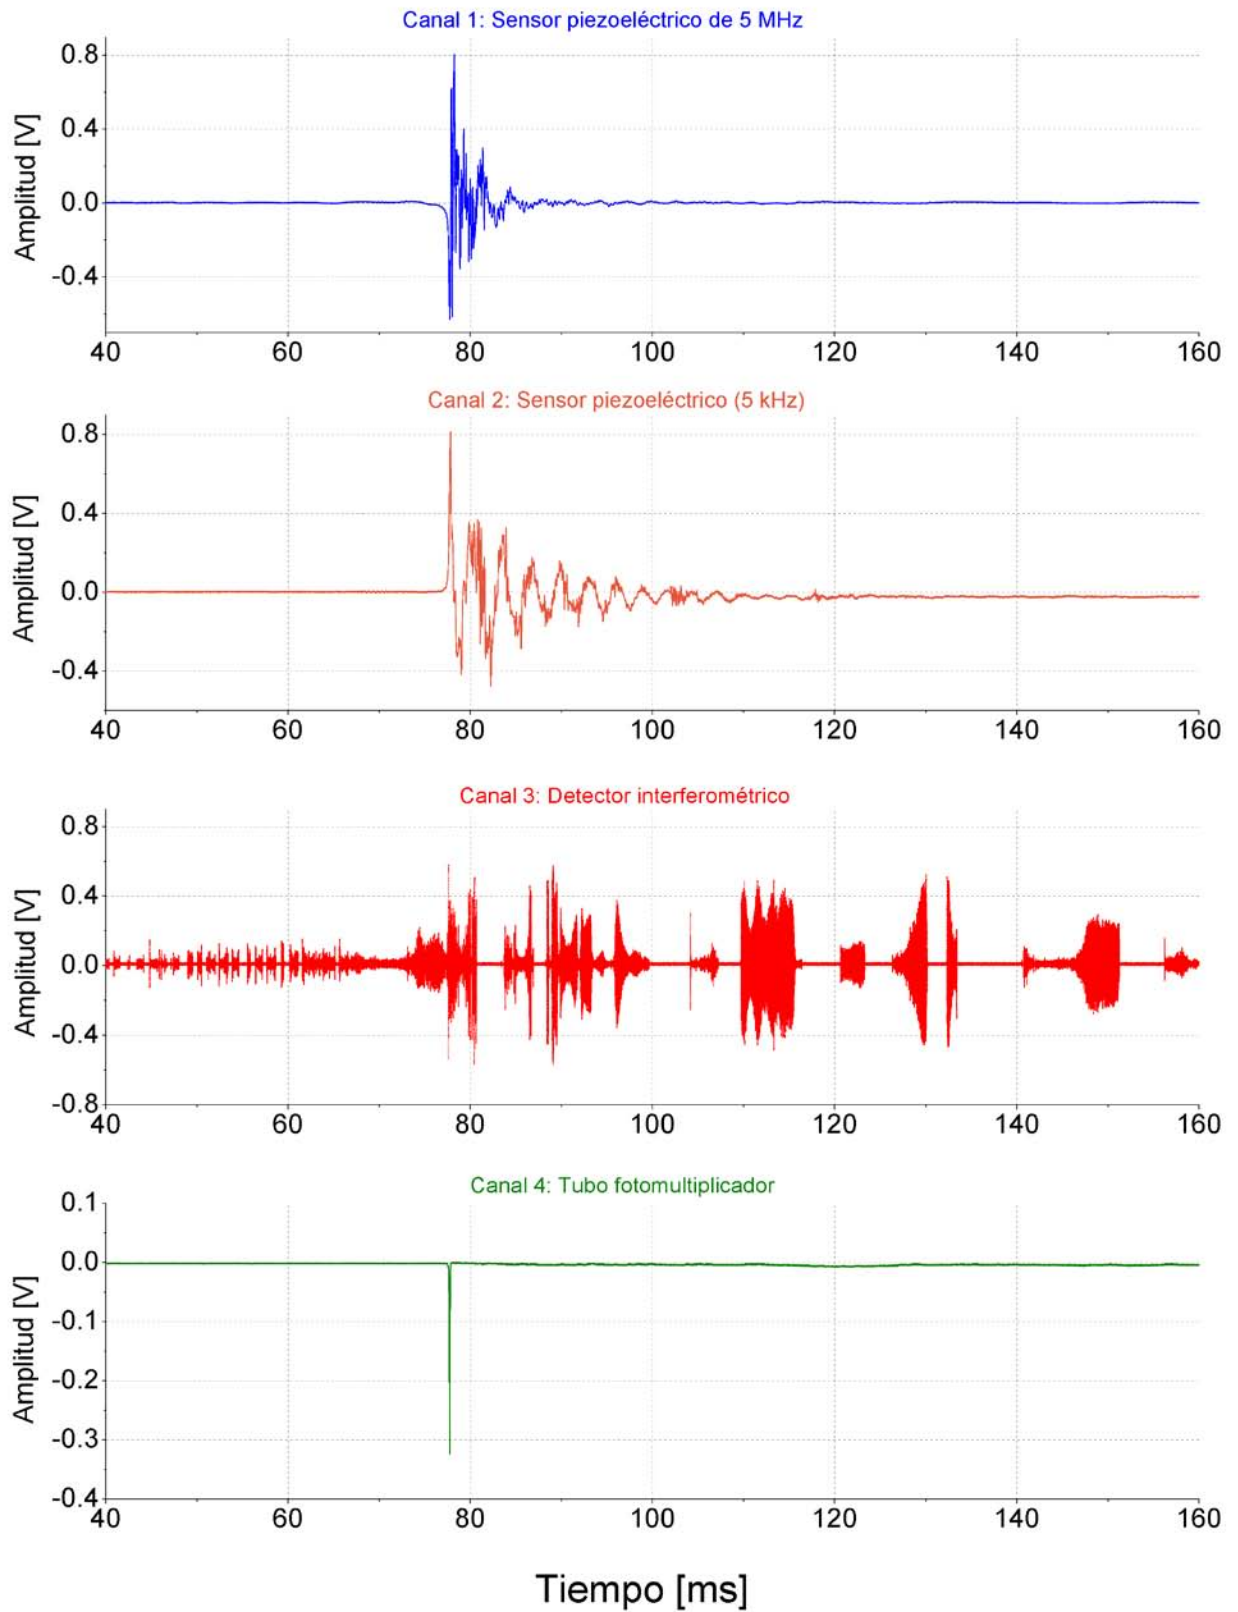 Canal 1: Sensor piezoeléctrico de 5 MHz
Amplitud [V]
0.8
0.4
0.0
-0.4
40 60 80 100 120 140 160
Canal 2: Sensor piezoeléctrico (5 kHz)
Amplitud [V]
0.8
0.4
0.0
-0.4
40 60 80 100 120 140 160
Canal 3: Detector interferométrico
Amplitud [V]
0.8
0.4
0.0
-0.4
-0.8
40 60 80 100 120 140 160
Canal 4: Tubo fotomultiplicador
Amplitud [V]
0.1
0.0
-0.1
-0.2
-0.3
-0.4
40 60 80 100 120 140 160
Tiempo [ms]